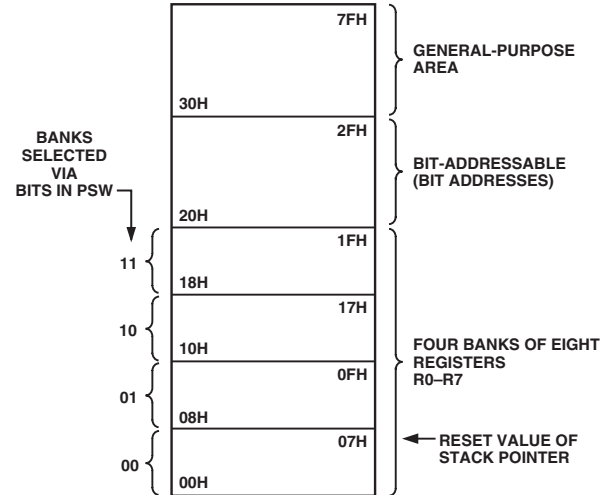 7FH
GENERAL-PURPOSE
AREA
30H
2FH
BANKS
SELECTED
VIA
BITS IN PSW
BIT-ADDRESSABLE
(BIT ADDRESSES)
20H
1FH
11
18H
17H
10
10H
FOUR BANKS OF EIGHT
REGISTERS
R0–R7
0FH
01
08H
07H
RESET VALUE OF
STACK POINTER
00
00H